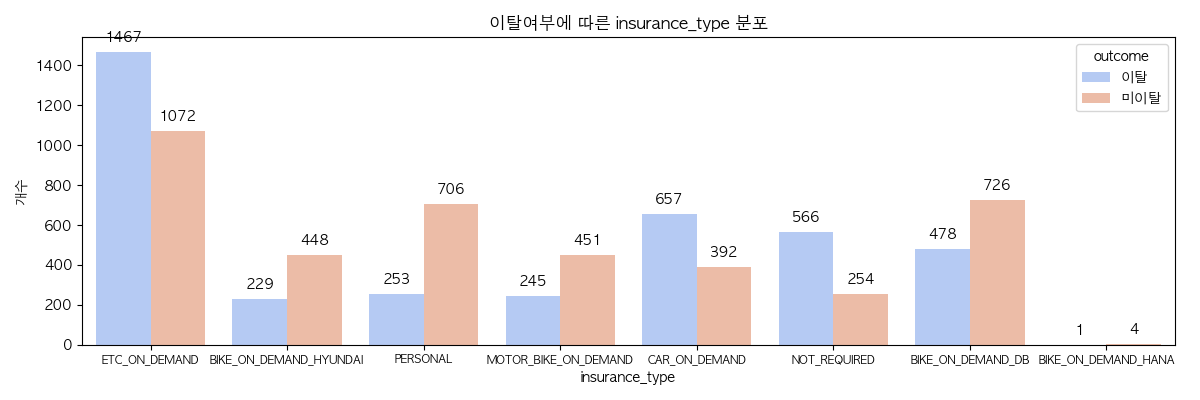 이탈여부에 따른 insurance_type 분포
outcome
이탈
미이탈
개수
1400
1200
1000
800
600
400
200
0
1467
1072
229
448
253
706
245
451
657
392
566
254
478
726
1
4
ETC_ON_DEMAND
BIKE_ON_DEMAND_HYUNDAI
PERSONAL
MOTOR_BIKE_ON_DEMAND
CAR_ON_DEMAND
NOT_REQUIRED
BIKE_ON_DEMAND_DB
BIKE_ON_DEMAND_HANA
insurance_type